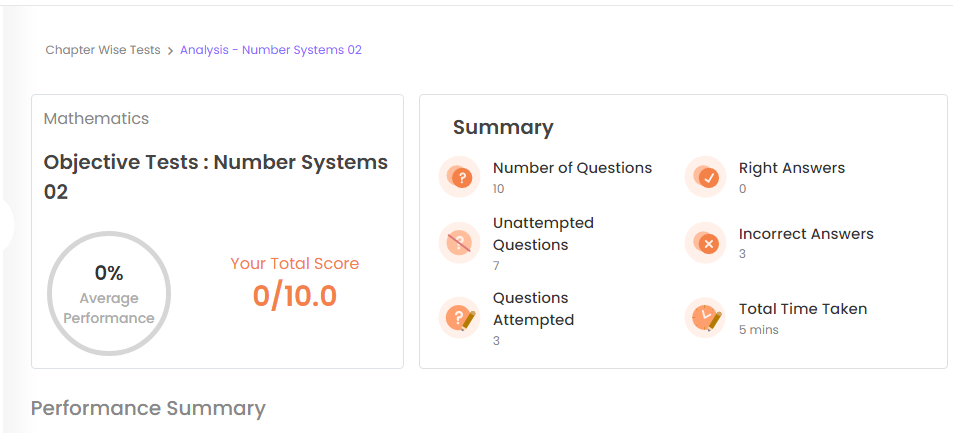 Chapter Wise Tests > Analysis - Number Systems 02
Mathematics
Objective Tests : Number Systems
02
0%
Average
Performance
Your Total Score
0/10.0
Summary
Number of Questions
10
Right Answers
0
Unattempted
Questions
7
Incorrect Answers
3
Questions
Attempted
3
Total Time Taken
5 mins
Performance Summary